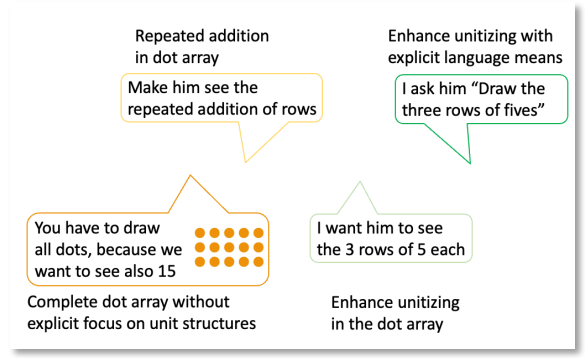 Repeated addition
in dot array
Make him see the
repeated addition of rows
Enhance unitizing with
explicit language means
I ask him “Draw the
three rows of fives”
You have to draw
all dots, because we
want to see also 15
Complete dot array without
explicit focus on unit structures
I want him to see
the 3 rows of 5 each
Enhance unitizing
in the dot array